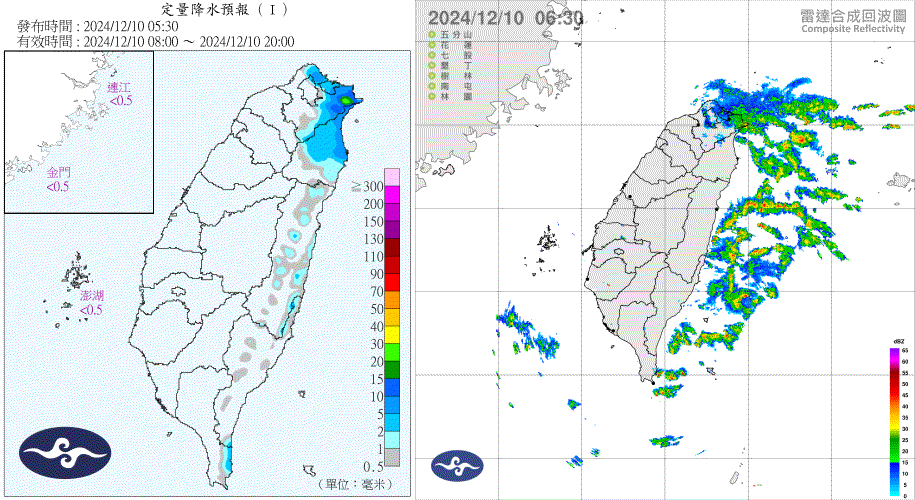 定量降水預報（Ⅰ）
發布時間：2024/12/10 05:30
有效時間：2024/12/10 08:00 ～ 2024/12/10 20:00
連江
<0.5
金門
<0.5
澎湖
<0.5
≧300
200
150
130
110
90
70
50
40
30
20
15
10
5
2
1
0.5
（單位：毫米）
2024/12/10 06:30
五分山
花蓮
七股
墾丁
樹林
南屯
林園
雷達合成回波圖
Composite Reflectivity
dBZ
65
60
55
50
45
40
35
30
25
20
15
10
5
0